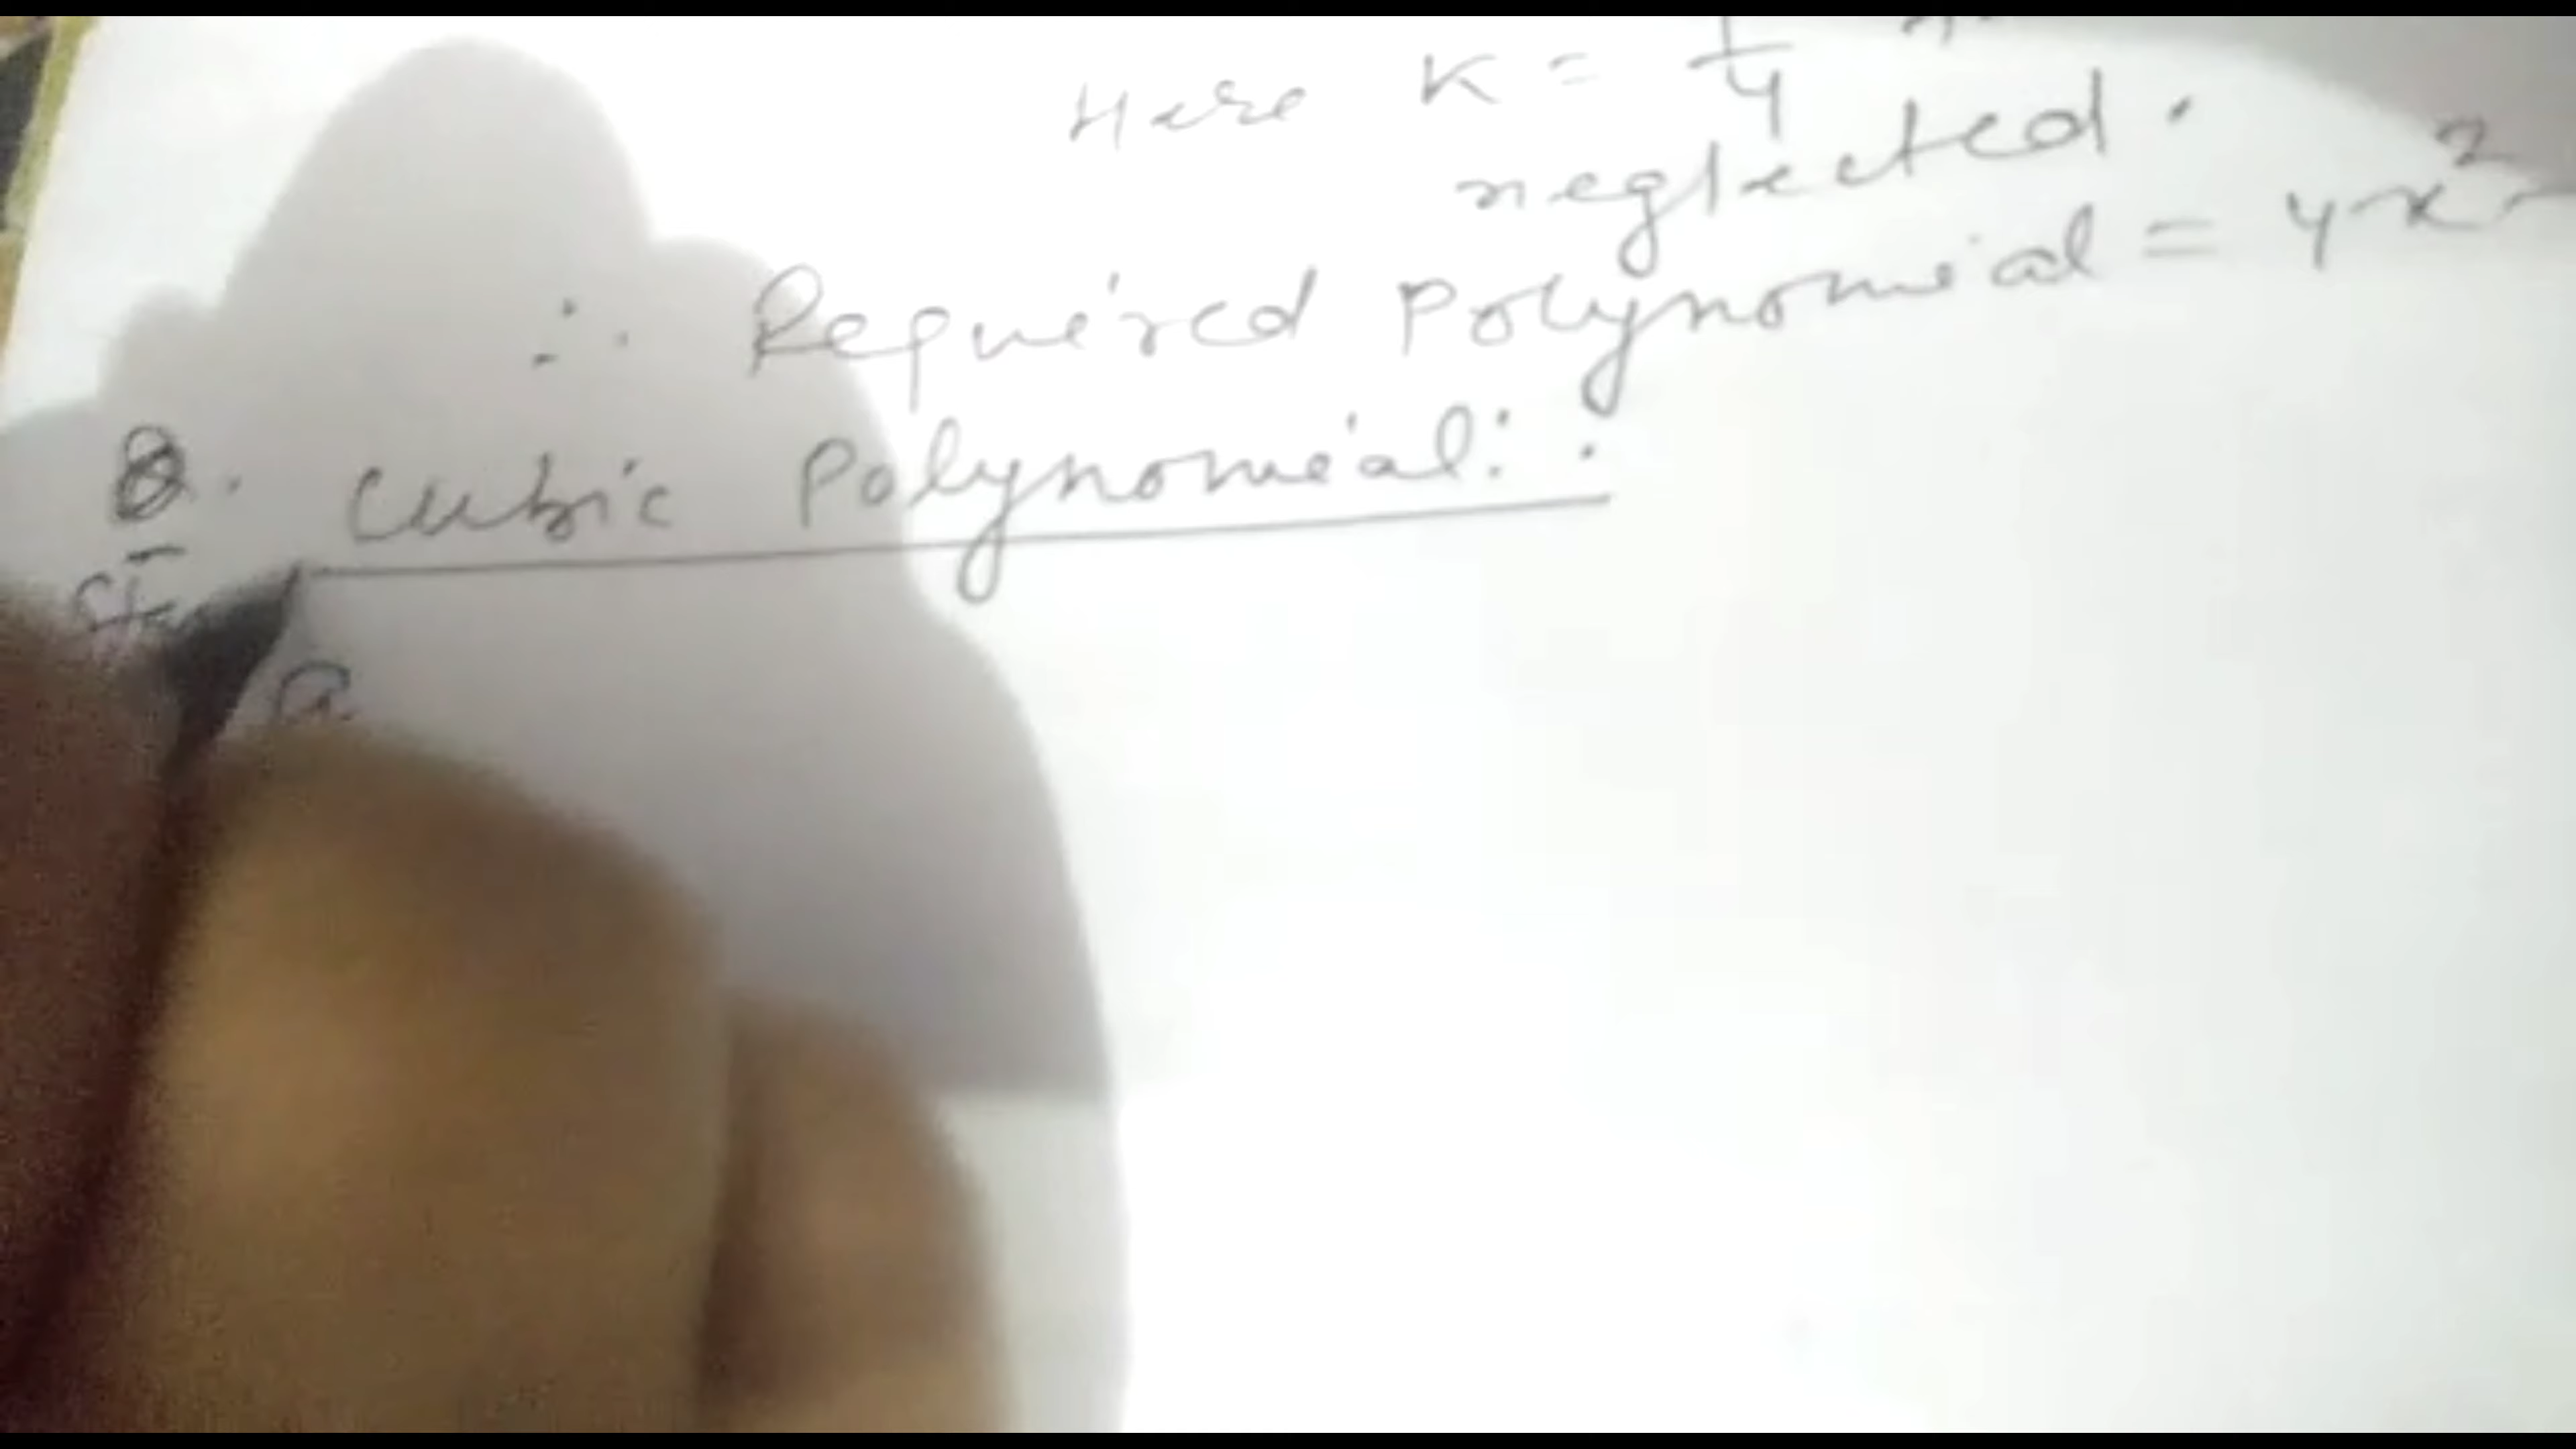 Here K = 1/4
neglected.
∴ Required Polynomial = 4x²-
Q. Cubic Polynomial: :